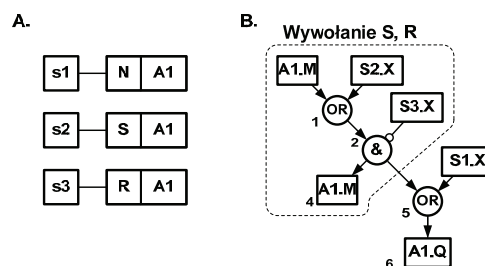 A.
B.
Wywołanie S, R
s1 N A1
s2 S A1
s3 R A1
A1.M S2.X
OR
1
S3.X
2 &
S1.X
A1.M
4
OR
5
A1.Q
6